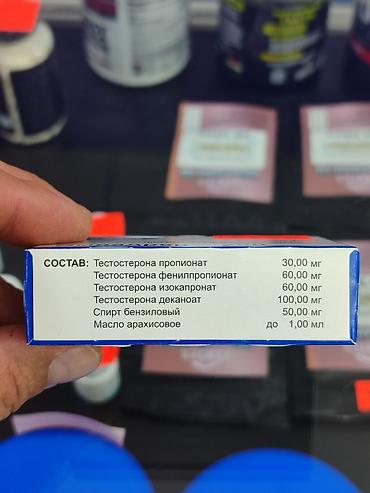 СОСТАВ: Тестостерона пропионат 30,00 мг
Тестостерона фенилпропионат 60,00 мг
Тестостерона изокапронат 60,00 мг
Тестостерона деканоат 100,00 мг
Спирт бензиловый 50,00 мг
Масло арахисовое до 1,00 мл